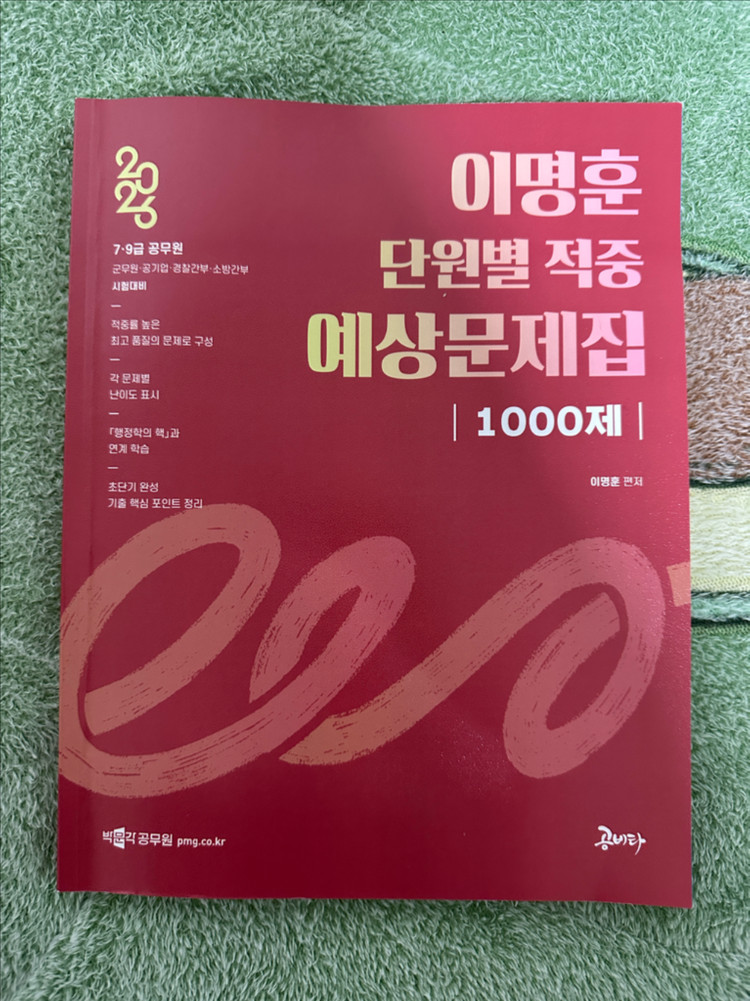 2026
7·9급 공무원
군무원·공기업·경찰간부·소방간부
시험대비
적중률 높은
최고 품질의 문제로 구성
각 문제별
난이도 표시
『행정학의 핵』과
연계 학습
초단기 완성
기출 핵심 포인트 정리
이명훈
단원별 적중
예상문제집
1000제
이명훈 편저
박문각 공무원 pmg.co.kr
공비타